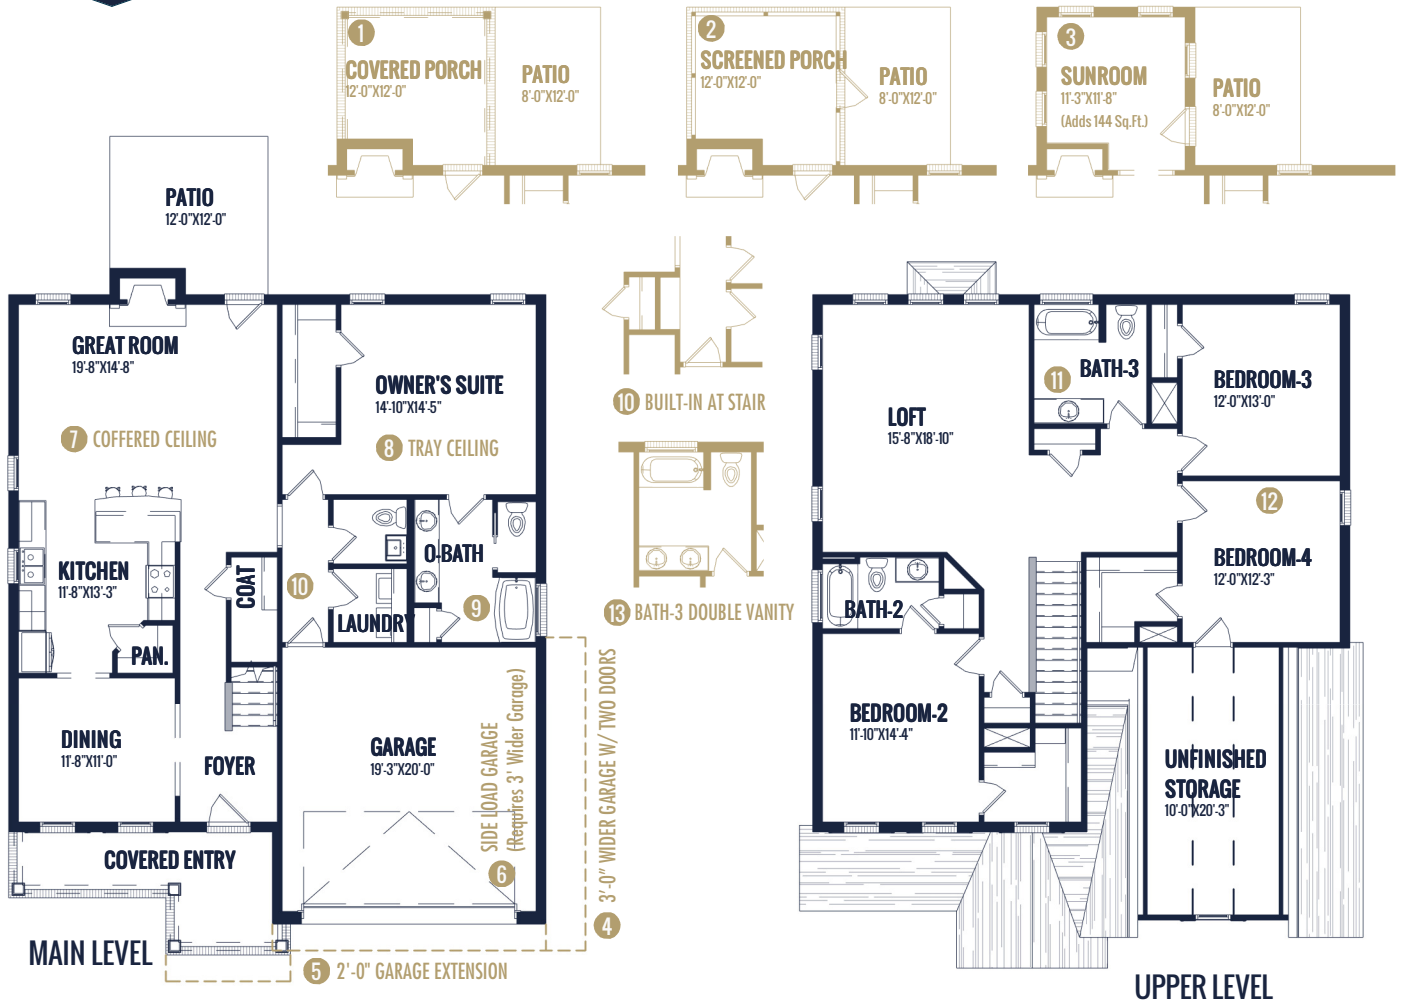 1
COVERED PORCH
12'-0"X12'-0"
PATIO
8'-0"X12'-0"
2
SCREENED PORCH
12'-0"X12'-0"
PATIO
8'-0"X12'-0"
3
SUNROOM
11'-3"X11'-8"
(Adds 144 Sq.Ft.)
PATIO
8'-0"X12'-0"
PATIO
12'-0"X12'-0"
GREAT ROOM
19'-8"X14'-8"
7 COFFERED CEILING
OWNER'S SUITE
14'-10"X14'-5"
8 TRAY CEILING
KITCHEN
11'-8"X13'-3"
COAT
10
O-BATH
9
LAUNDRY
PAN.
DINING
11'-8"X11'-0"
FOYER
GARAGE
19'-3"X20'-0"
SIDE LOAD GARAGE
(Requires 3' Wider Garage)
6
3'-0" WIDER GARAGE W/ TWO DOORS
4
COVERED ENTRY
MAIN LEVEL
5 2'-0" GARAGE EXTENSION
10 BUILT-IN AT STAIR
13 BATH-3 DOUBLE VANITY
LOFT
15'-8"X18'-10"
11
BATH-3
BEDROOM-3
12'-0"X13'-0"
12
BEDROOM-4
12'-0"X12'-3"
BATH-2
BEDROOM-2
11'-10"X14'-4"
UNFINISHED
STORAGE
10'-0"X20'-3"
UPPER LEVEL